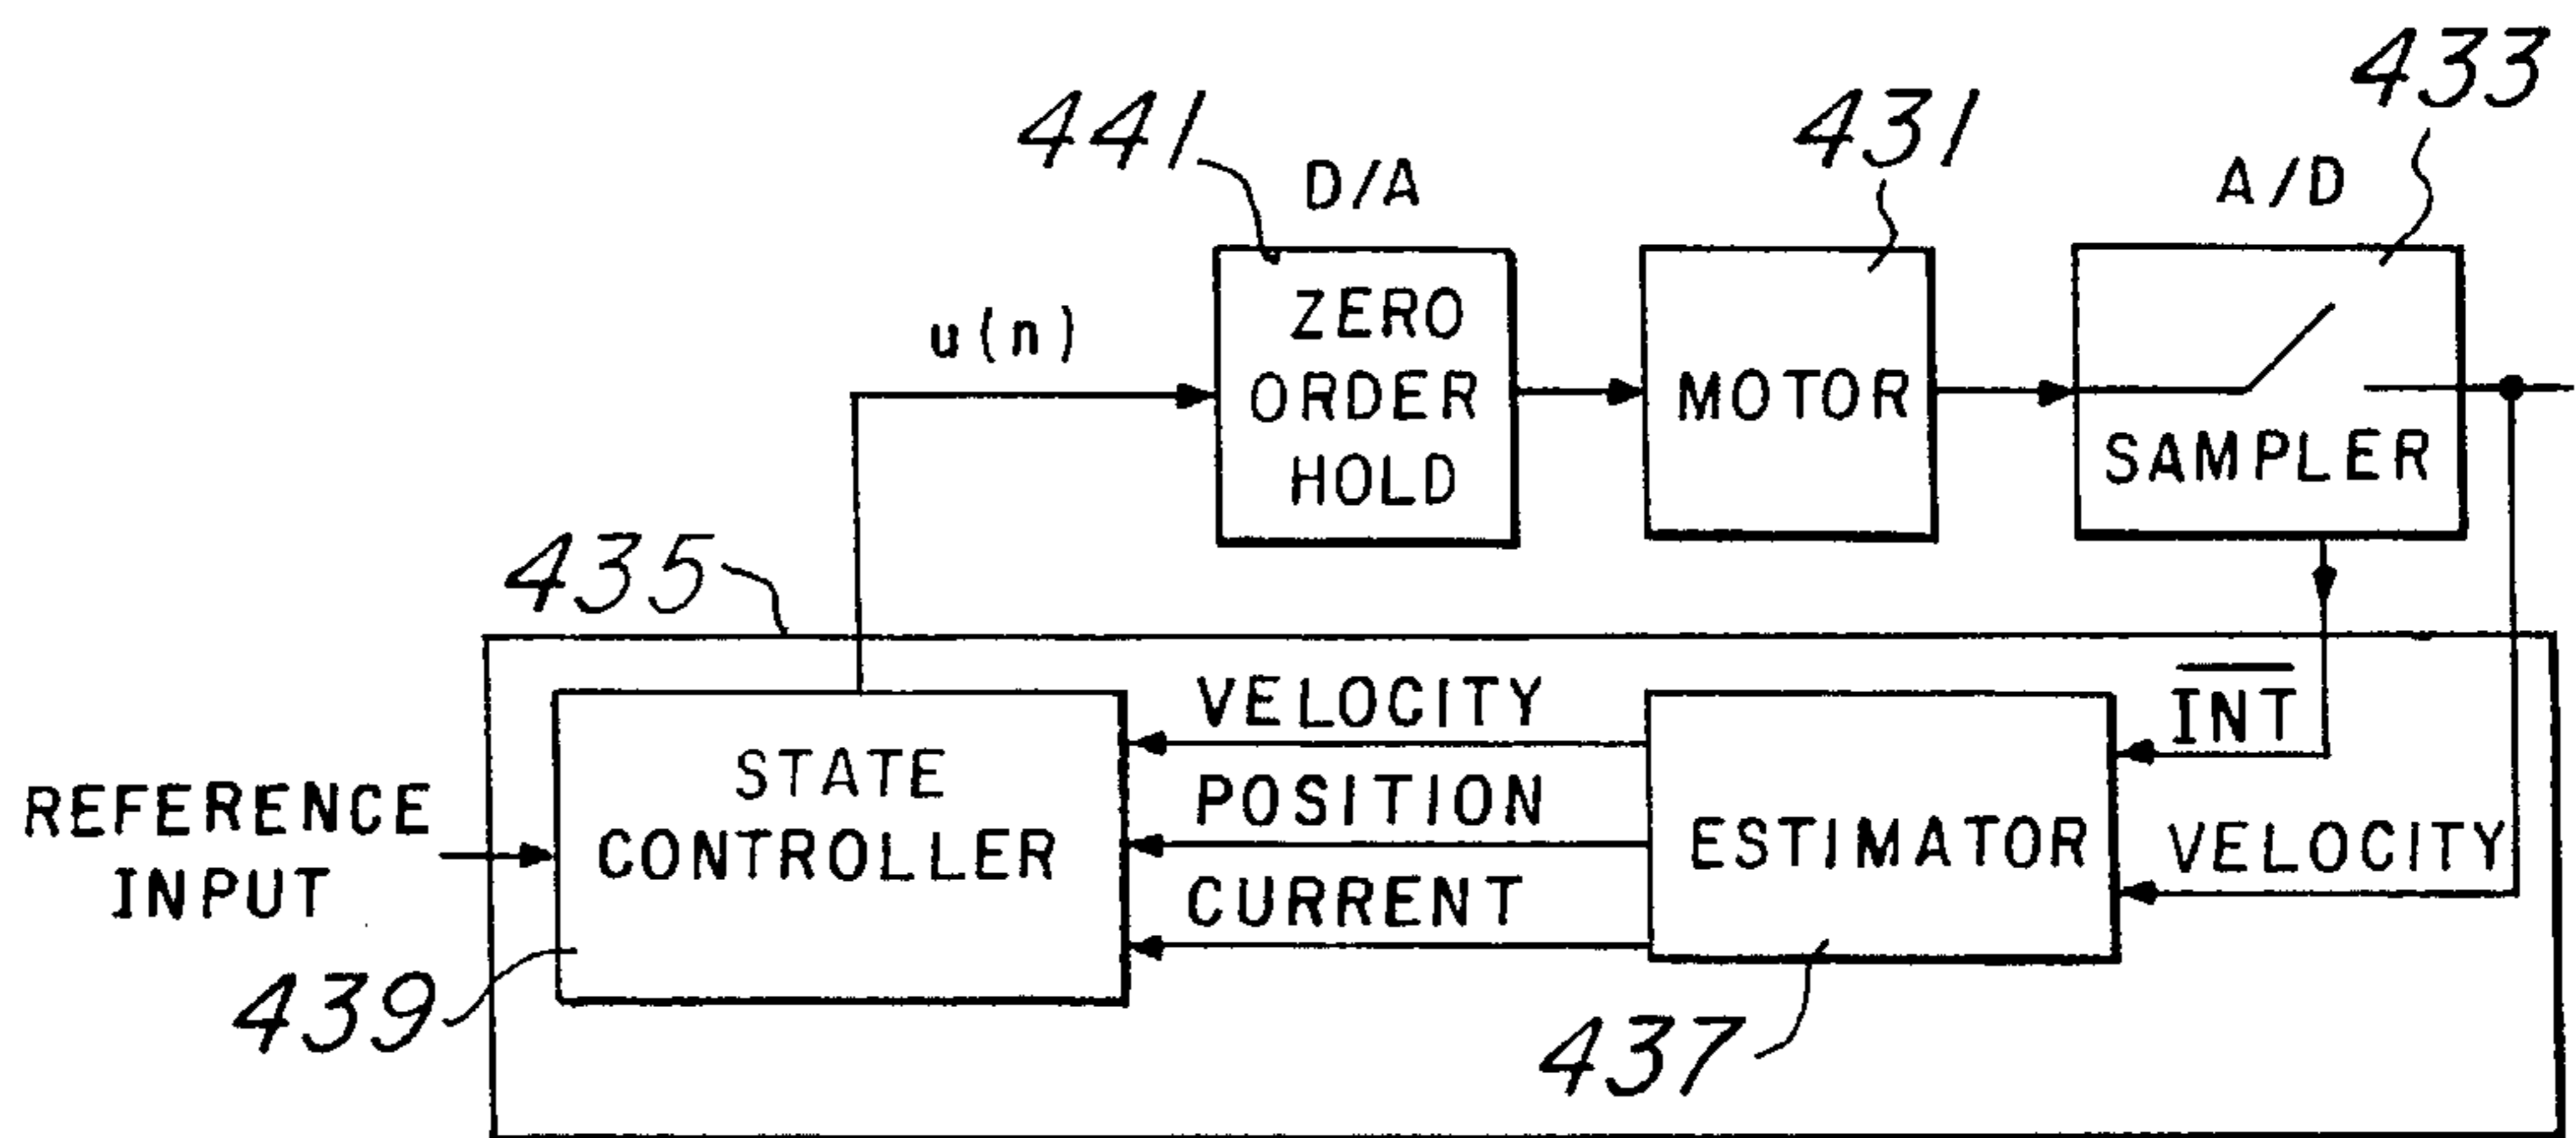 433
441
431
D/A
A/D
u(n)
ZERO
ORDER
HOLD
MOTOR
SAMPLER
435
INT
VELOCITY
STATE
CONTROLLER
POSITION
ESTIMATOR
VELOCITY
CURRENT
REFERENCE
INPUT
439
437